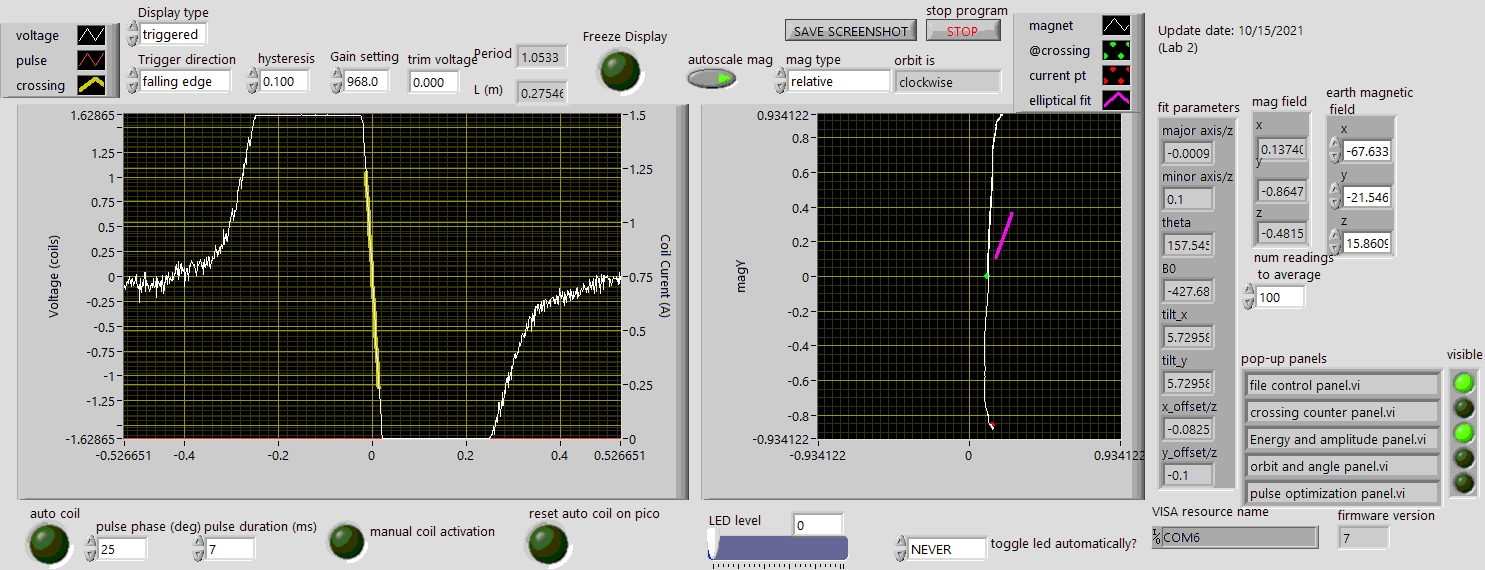 voltage
pulse
crossing
Display type
triggered
Trigger direction
falling edge
hysteresis
0.100
Gain setting
968.0
trim voltage
0.000
Period
1.0533
L (m)
0.27546
Freeze Display
SAVE SCREENSHOT
stop program
STOP
autoscale mag
mag type
relative
orbit is
clockwise
magnet
@crossing
current pt
elliptical fit
Update date: 10/15/2021
(Lab 2)
Voltage (coils)
1.62865
1.25
1
0.75
0.5
0.25
0
-0.25
-0.5
-0.75
-1
-1.25
-1.62865
-0.526651
-0.4
-0.2
0
0.2
0.4
0.526651
1.5
1.25
1
0.75
0.5
0.25
0
Coil Current (A)
magY
0.934122
0.8
0.6
0.4
0.2
0
-0.2
-0.4
-0.6
-0.8
-0.934122
-0.934122
0
0.934122
fit parameters
major axis/z
-0.0009
minor axis/z
0.1
theta
157.545
B0
-427.68
tilt_x
5.72958
tilt_y
5.72958
x_offset/z
-0.0825
y_offset/z
-0.1
mag field
x
0.1374
y
-0.8647
z
-0.4815
earth magnetic
field
x
-67.633
y
-21.546
z
15.8609
num readings
to average
100
pop-up panels
visible
file control panel.vi
crossing counter panel.vi
Energy and amplitude panel.vi
orbit and angle panel.vi
pulse optimization panel.vi
auto coil
pulse phase (deg)
25
pulse duration (ms)
7
manual coil activation
reset auto coil on pico
LED level
0
NEVER
toggle led automatically?
VISA resource name
COM6
firmware version
7